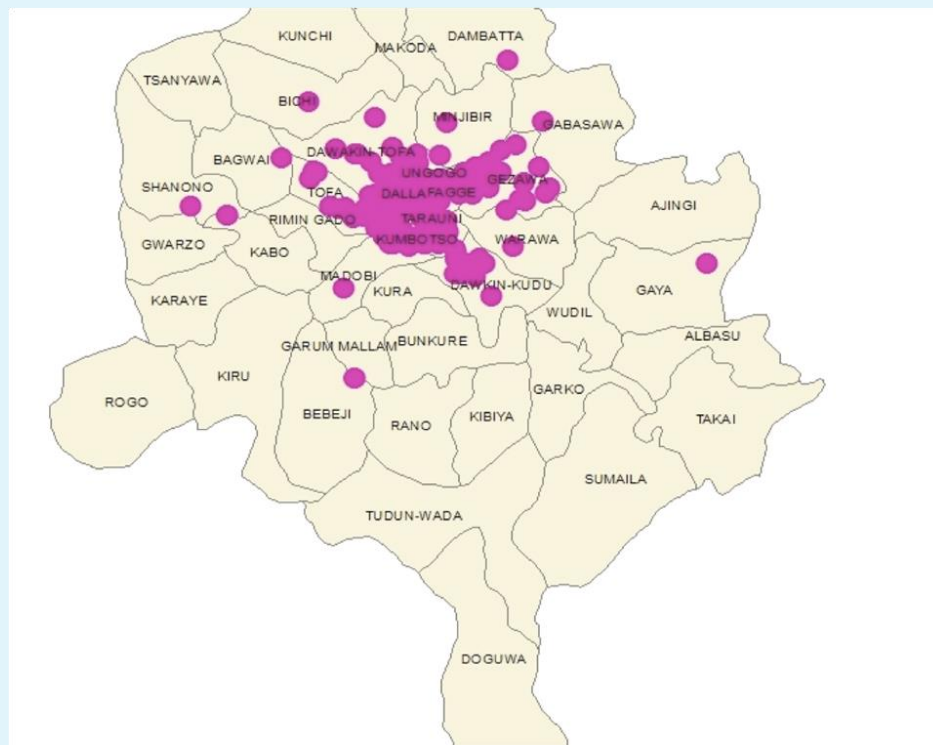 KUNCHI
DAMBATTA
MAKODA
TSANYAWA
BICHI
MINJIBIR
GABASAWA
DAWAKIN-TOFA
BAGWAI
UNGOGO
GEZAWA
SHANONO
TOFA
DALLA
FAGGE
AJINGI
RIMIN GADO
TARAUNI
GWARZO
KABO
KUMBOTSO
WARAWA
MADOBI
KARAYE
KURA
DAWKIN-KUDU
GAYA
WUDIL
ALBASU
GARUM MALLAM
BUNKURE
KIRU
GARKO
ROGO
BEBEJI
RANO
KIBIYA
TAKAI
SUMAILA
TUDUN-WADA
DOGUWA